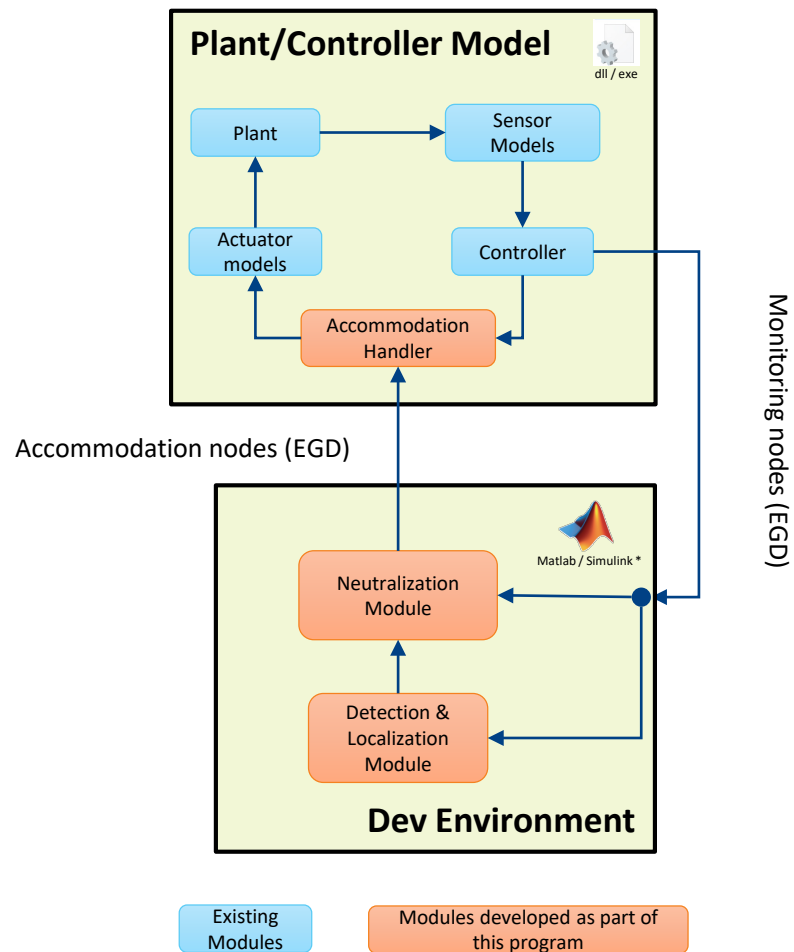 Plant/Controller Model
dll / exe
Plant
Sensor
Models
Actuator
models
Controller
Accommodation
Handler
Accommodation nodes (EGD)
Monitoring nodes (EGD)
Matlab / Simulink *
Neutralization
Module
Detection &
Localization
Module
Dev Environment
Existing
Modules
Modules developed as part of
this program